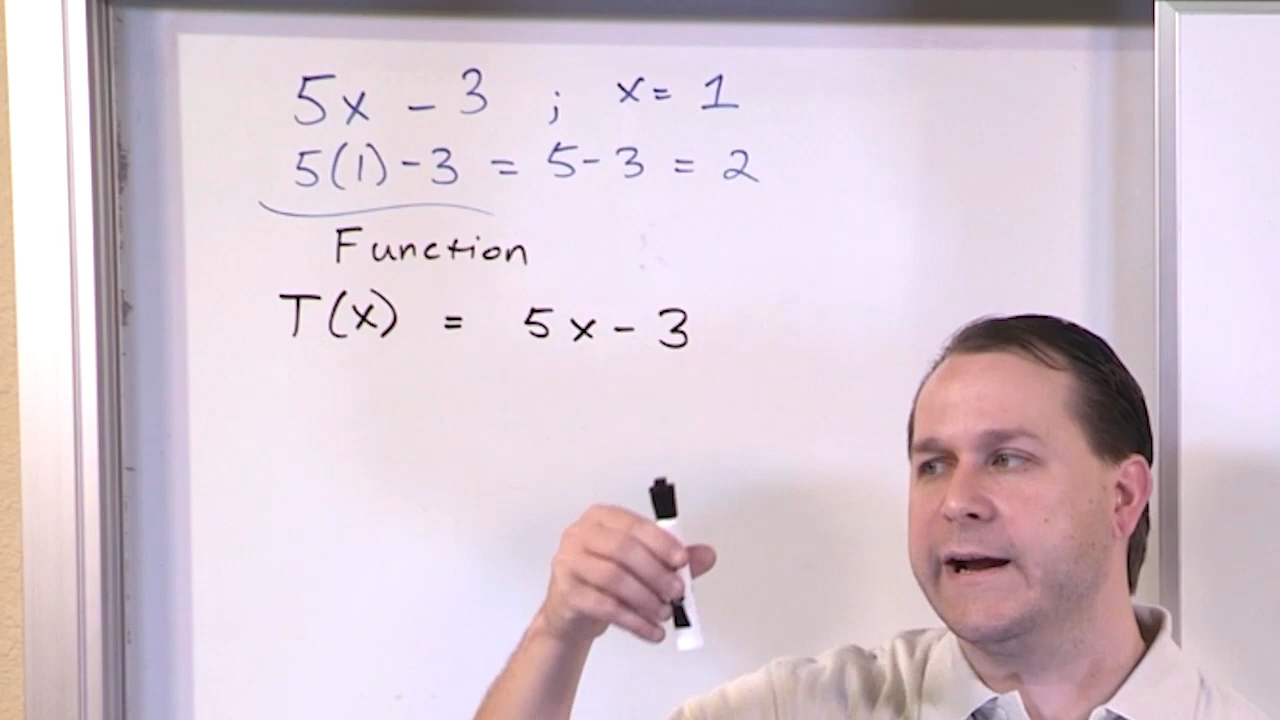 5x - 3 ; x = 1
5(1) - 3 = 5 - 3 = 2
Function
T(x) = 5x - 3